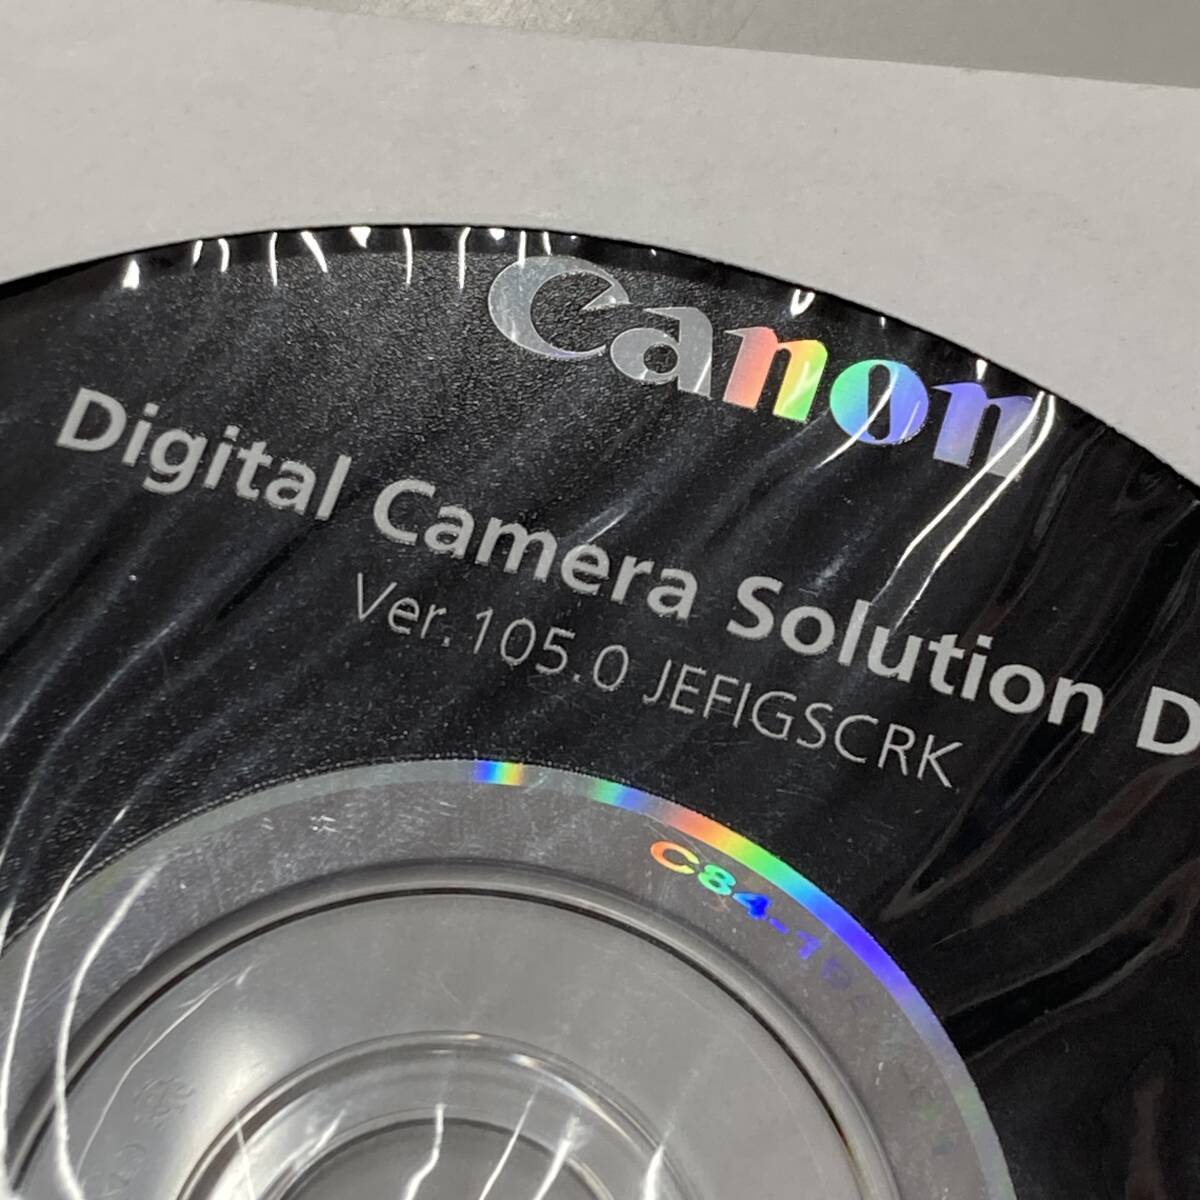 Canon
Digital Camera Solution D
Ver.105.0 JEFIGSCRK
C84-1